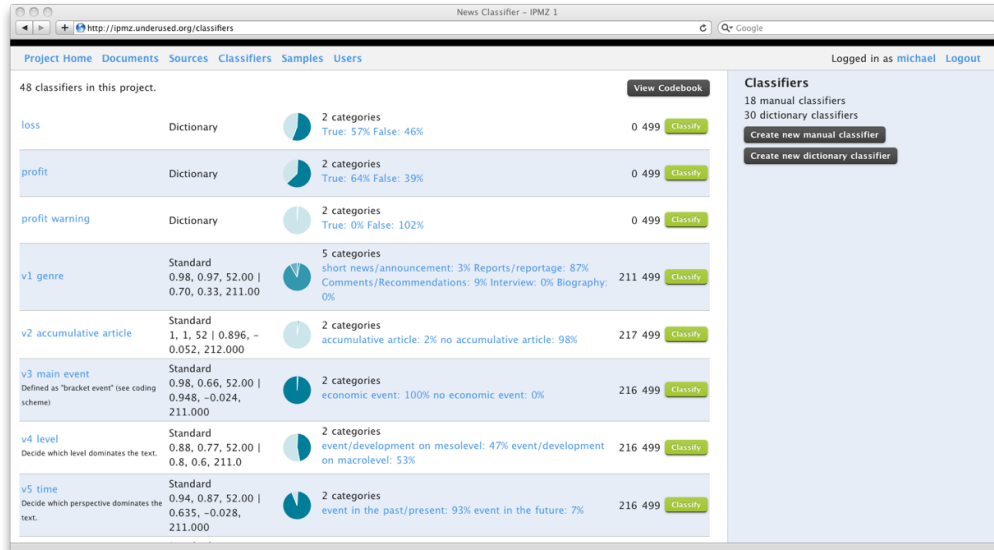 News Classifier – IPMZ 1
http://ipmz.underused.org/classifiers
Google
Project Home Documents Sources Classifiers Samples Users
Logged in as michael Logout
48 classifiers in this project.
View Codebook
loss
Dictionary
2 categories
True: 57% False: 46%
0 499 Classify
profit
Dictionary
2 categories
True: 64% False: 39%
0 499 Classify
profit warning
Dictionary
2 categories
True: 0% False: 102%
0 499 Classify
v1 genre
Standard
0.98, 0.97, 52.00 |
0.70, 0.33, 211.00
5 categories
short news/announcement: 3% Reports/reportage: 87%
Comments/Recommendations: 9% Interview: 0% Biography:
0%
211 499 Classify
v2 accumulative article
Standard
1, 1, 52 | 0.896, –
0.052, 212.000
2 categories
accumulative article: 2% no accumulative article: 98%
217 499 Classify
v3 main event
Defined as "bracket event" (see coding
scheme)
Standard
0.98, 0.66, 52.00 |
0.948, –0.024,
211.000
2 categories
economic event: 100% no economic event: 0%
216 499 Classify
v4 level
Decide which level dominates the text.
Standard
0.88, 0.77, 52.00 |
0.8, 0.6, 211.0
2 categories
event/development on mesolevel: 47% event/development
on macrolevel: 53%
216 499 Classify
v5 time
Decide which perspective dominates the
text.
Standard
0.94, 0.87, 52.00 |
0.635, –0.028,
211.000
2 categories
event in the past/present: 93% event in the future: 7%
216 499 Classify
Classifiers
18 manual classifiers
30 dictionary classifiers
Create new manual classifier
Create new dictionary classifier